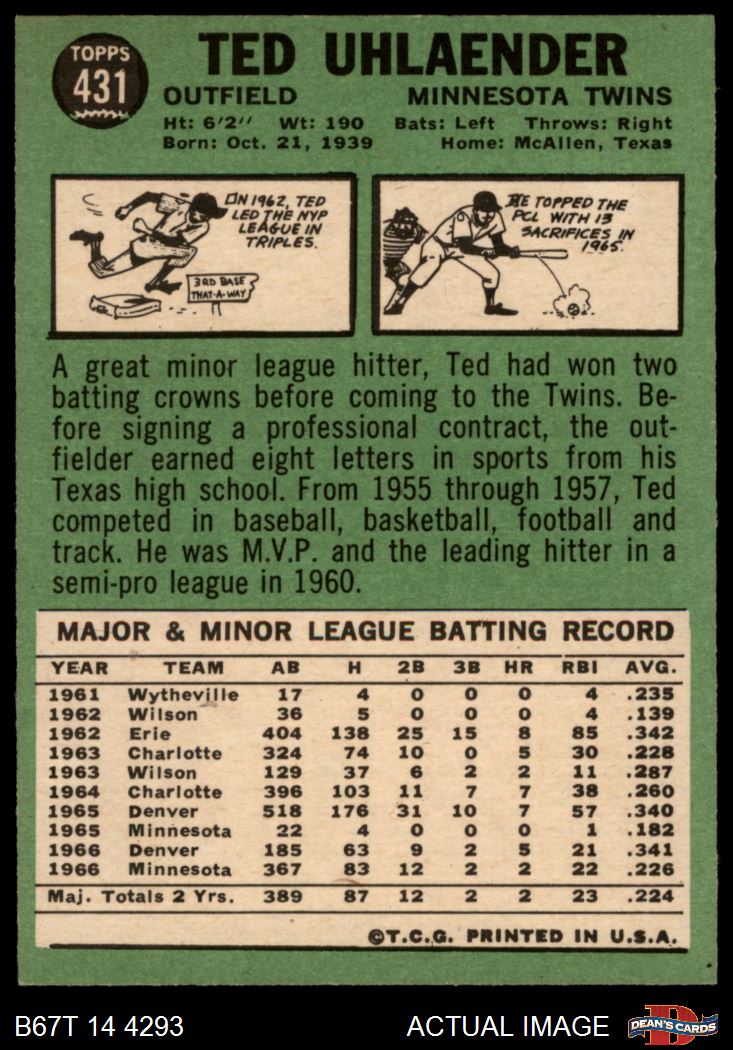 TOPPS
431
TED UHLAENDER
OUTFIELD MINNESOTA TWINS
Ht: 6'2" Wt: 190 Bats: Left Throws: Right
Born: Oct. 21, 1939 Home: McAllen, Texas
IN 1962, TED
LED THE NYP
LEAGUE IN
TRIPLES.
3RD BASE
THAT-A-WAY
HE TOPPED THE
PCL WITH 13
SACRIFICES IN
1965.
A great minor league hitter, Ted had won two
batting crowns before coming to the Twins. Be-
fore signing a professional contract, the out-
fielder earned eight letters in sports from his
Texas high school. From 1955 through 1957, Ted
competed in baseball, basketball, football and
track. He was M.V.P. and the leading hitter in a
semi-pro league in 1960.
MAJOR & MINOR LEAGUE BATTING RECORD
YEAR TEAM AB H 2B 3B HR RBI AVG.
1961 Wytheville 17 4 0 0 0 4 .235
1962 Wilson 36 5 0 0 0 4 .139
1962 Erie 404 138 25 15 8 85 .342
1963 Charlotte 324 74 10 0 5 30 .228
1963 Wilson 129 37 6 2 2 11 .287
1964 Charlotte 396 103 11 7 7 38 .260
1965 Denver 518 176 31 10 7 57 .340
1965 Minnesota 22 4 0 0 0 1 .182
1966 Denver 185 63 9 2 5 21 .341
1966 Minnesota 367 83 12 2 2 22 .226
Maj. Totals 2 Yrs. 389 87 12 2 2 23 .224
©T.C.G. PRINTED IN U.S.A.
B67T 14 4293 ACTUAL IMAGE
D
DEAN'S CARDS